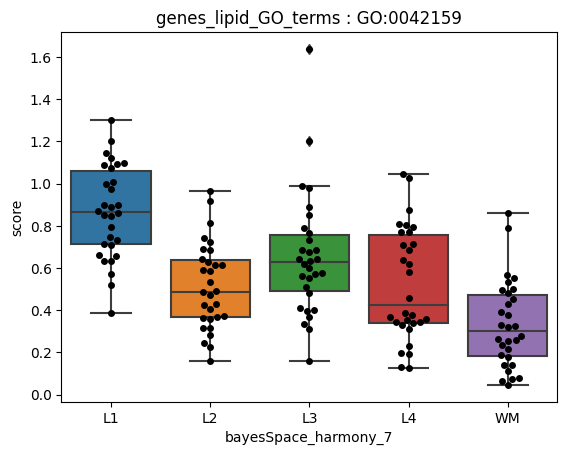 genes_lipid_GO_terms : GO:0042159
1.6
1.4
1.2
1.0
0.8
0.6
0.4
0.2
0.0
score
L1 L2 L3 L4 WM
bayesSpace_harmony_7